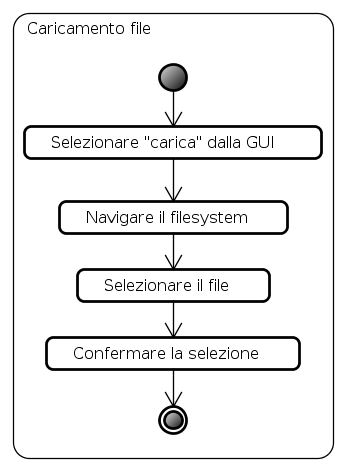 Caricamento file
Selezionare "carica" dalla GUI
Navigare il filesystem
Selezionare il file
Confermare la selezione